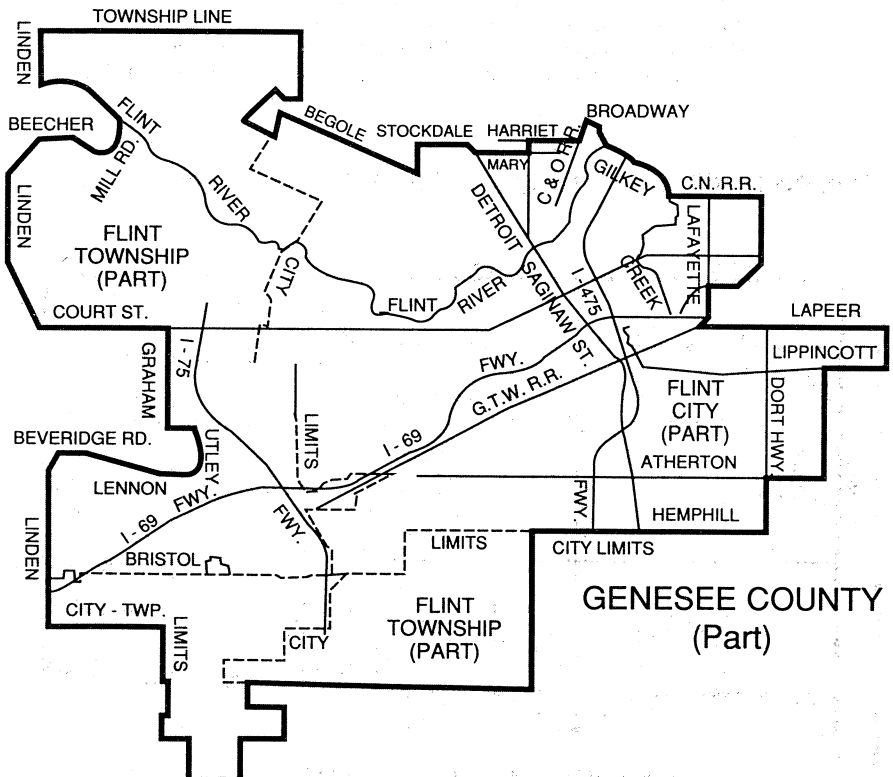 TOWNSHIP LINE
LINDEN
BEECHER
FLINT
MILL RD.
RIVER
BEGOLE
STOCKDALE
HARRIET
BROADWAY
MARY
C & O R.R.
GILKEY
C.N. R.R.
LINDEN
FLINT
TOWNSHIP
(PART)
CITY
DETROIT
SAGINAW ST.
I - 475
CREEK
LAFAYETTE
FLINT
RIVER
COURT ST.
LAPEER
I - 75
GRAHAM
LIPPINCOTT
FWY.
G.T.W. R.R.
FLINT
CITY
(PART)
DORT HWY.
BEVERIDGE RD.
UTLEY
LIMITS
I - 69
ATHERTON
LENNON
FWY.
I - 69
FWY.
FWY.
HEMPHILL
LINDEN
BRISTOL
LIMITS
CITY LIMITS
GENESEE COUNTY
(Part)
CITY - TWP.
LIMITS
CITY
FLINT
TOWNSHIP
(PART)